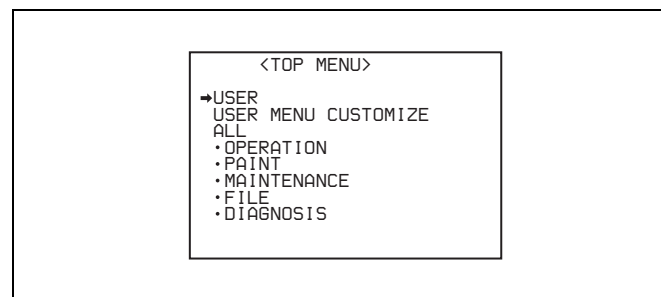 <TOP MENU>
➡USER
USER MENU CUSTOMIZE
ALL
・OPERATION
・PAINT
・MAINTENANCE
・FILE
・DIAGNOSIS